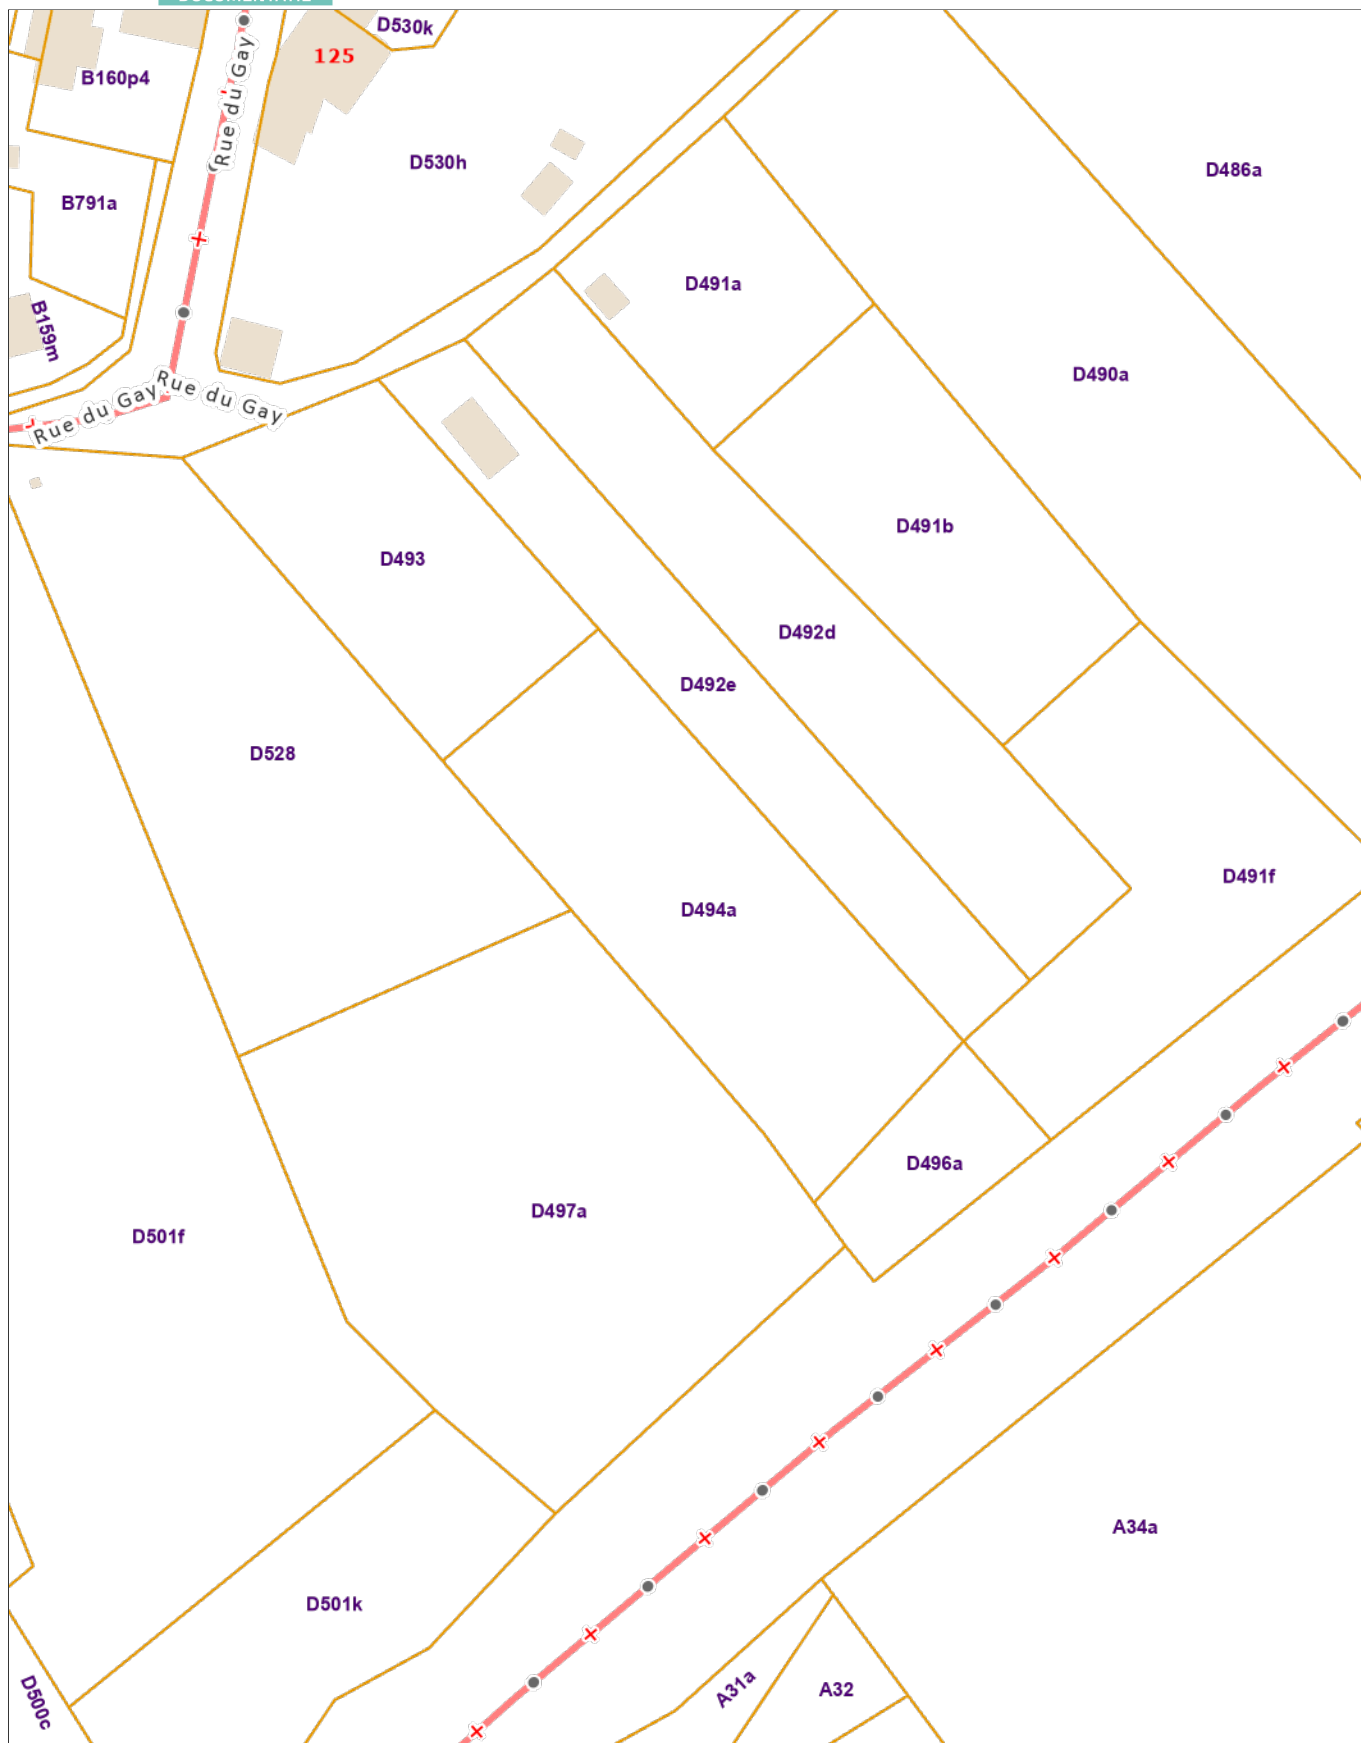 D530k
125
Rue du Gay
B160p4
Rue du Gay
D530h
D486a
B791a
D491a
B159m
D490a
Rue du Gay
Rue du Gay
D491b
D493
D492d
D492e
D528
D491f
D494a
D496a
D497a
D501f
A34a
D501k
A31a
A32
D500c